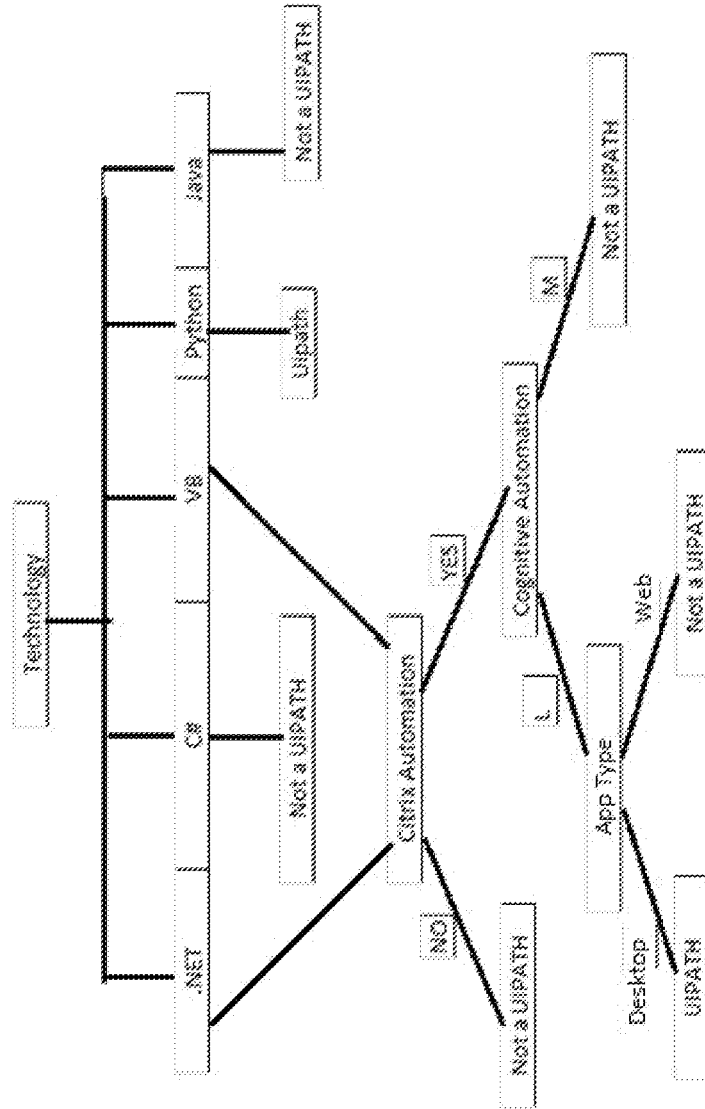 Technology
.NET
C#
VB
Python
Java
Not a UIPATH
Uipath
Not a UIPATH
Citrix Automation
NO
YES
Not a UIPATH
Cognitive Automation
L
M
App Type
Not a UIPATH
Desktop
Web
UIPATH
Not a UIPATH